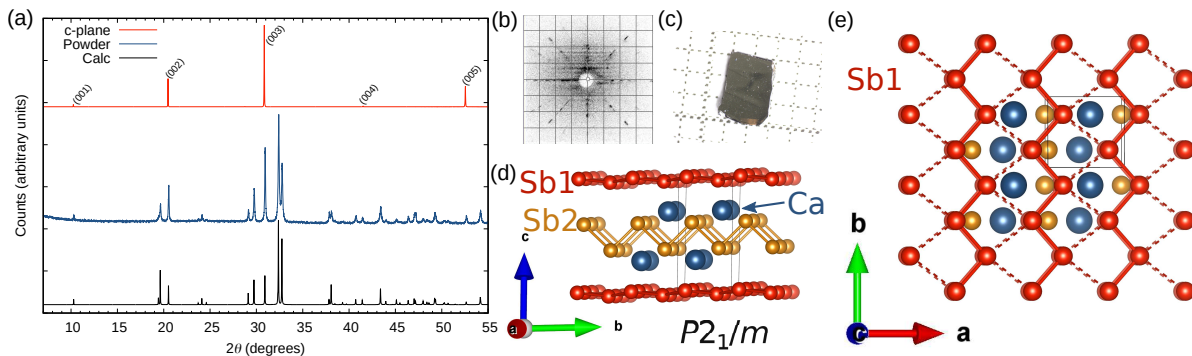 (a)
c-plane
Powder
Calc
(001)
(002)
(003)
(004)
(005)
Counts (arbitrary units)
10 15 20 25 30 35 40 45 50 55
2θ (degrees)
(b)
(c)
(d)
Sb1
Sb2
Ca
c
a
b
P2₁/m
(e)
Sb1
b
c
a